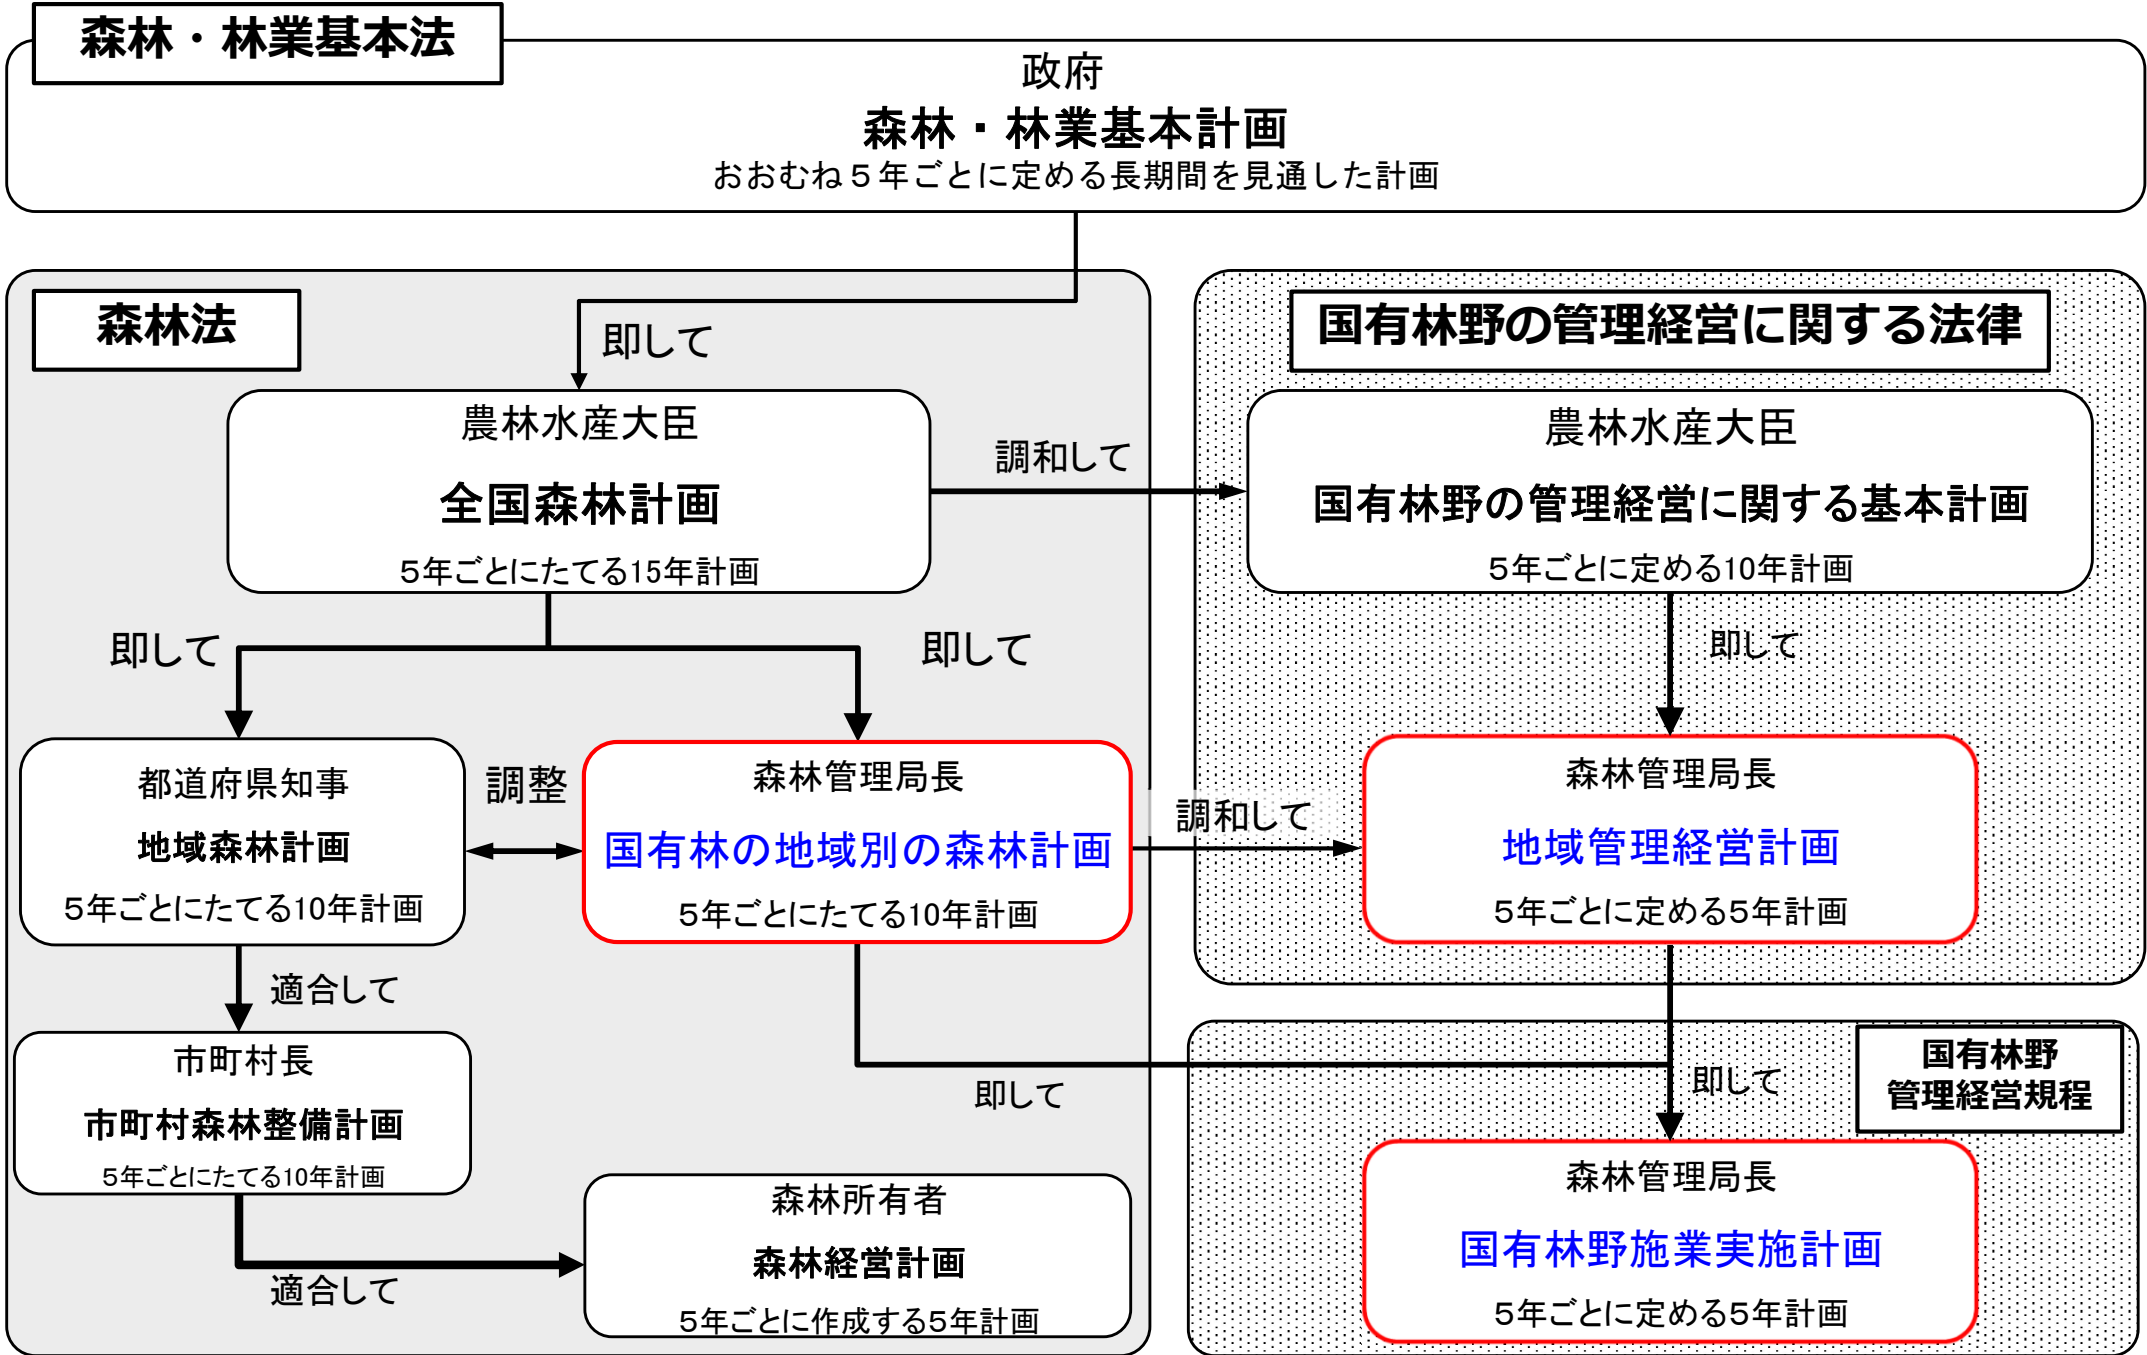 森林・林業基本法
政府
森林・林業基本計画
おおむね５年ごとに定める長期間を見通した計画
森林法
即して
農林水産大臣
全国森林計画
５年ごとにたてる15年計画
調和して
国有林野の管理経営に関する法律
農林水産大臣
国有林野の管理経営に関する基本計画
５年ごとに定める10年計画
即して
即して
即して
都道府県知事
地域森林計画
５年ごとにたてる10年計画
調整
森林管理局長
国有林の地域別の森林計画
５年ごとにたてる10年計画
調和して
森林管理局長
地域管理経営計画
５年ごとに定める５年計画
適合して
市町村長
市町村森林整備計画
５年ごとにたてる10年計画
適合して
森林所有者
森林経営計画
５年ごとに作成する５年計画
即して
即して
国有林野
管理経営規程
森林管理局長
国有林野施業実施計画
５年ごとに定める５年計画